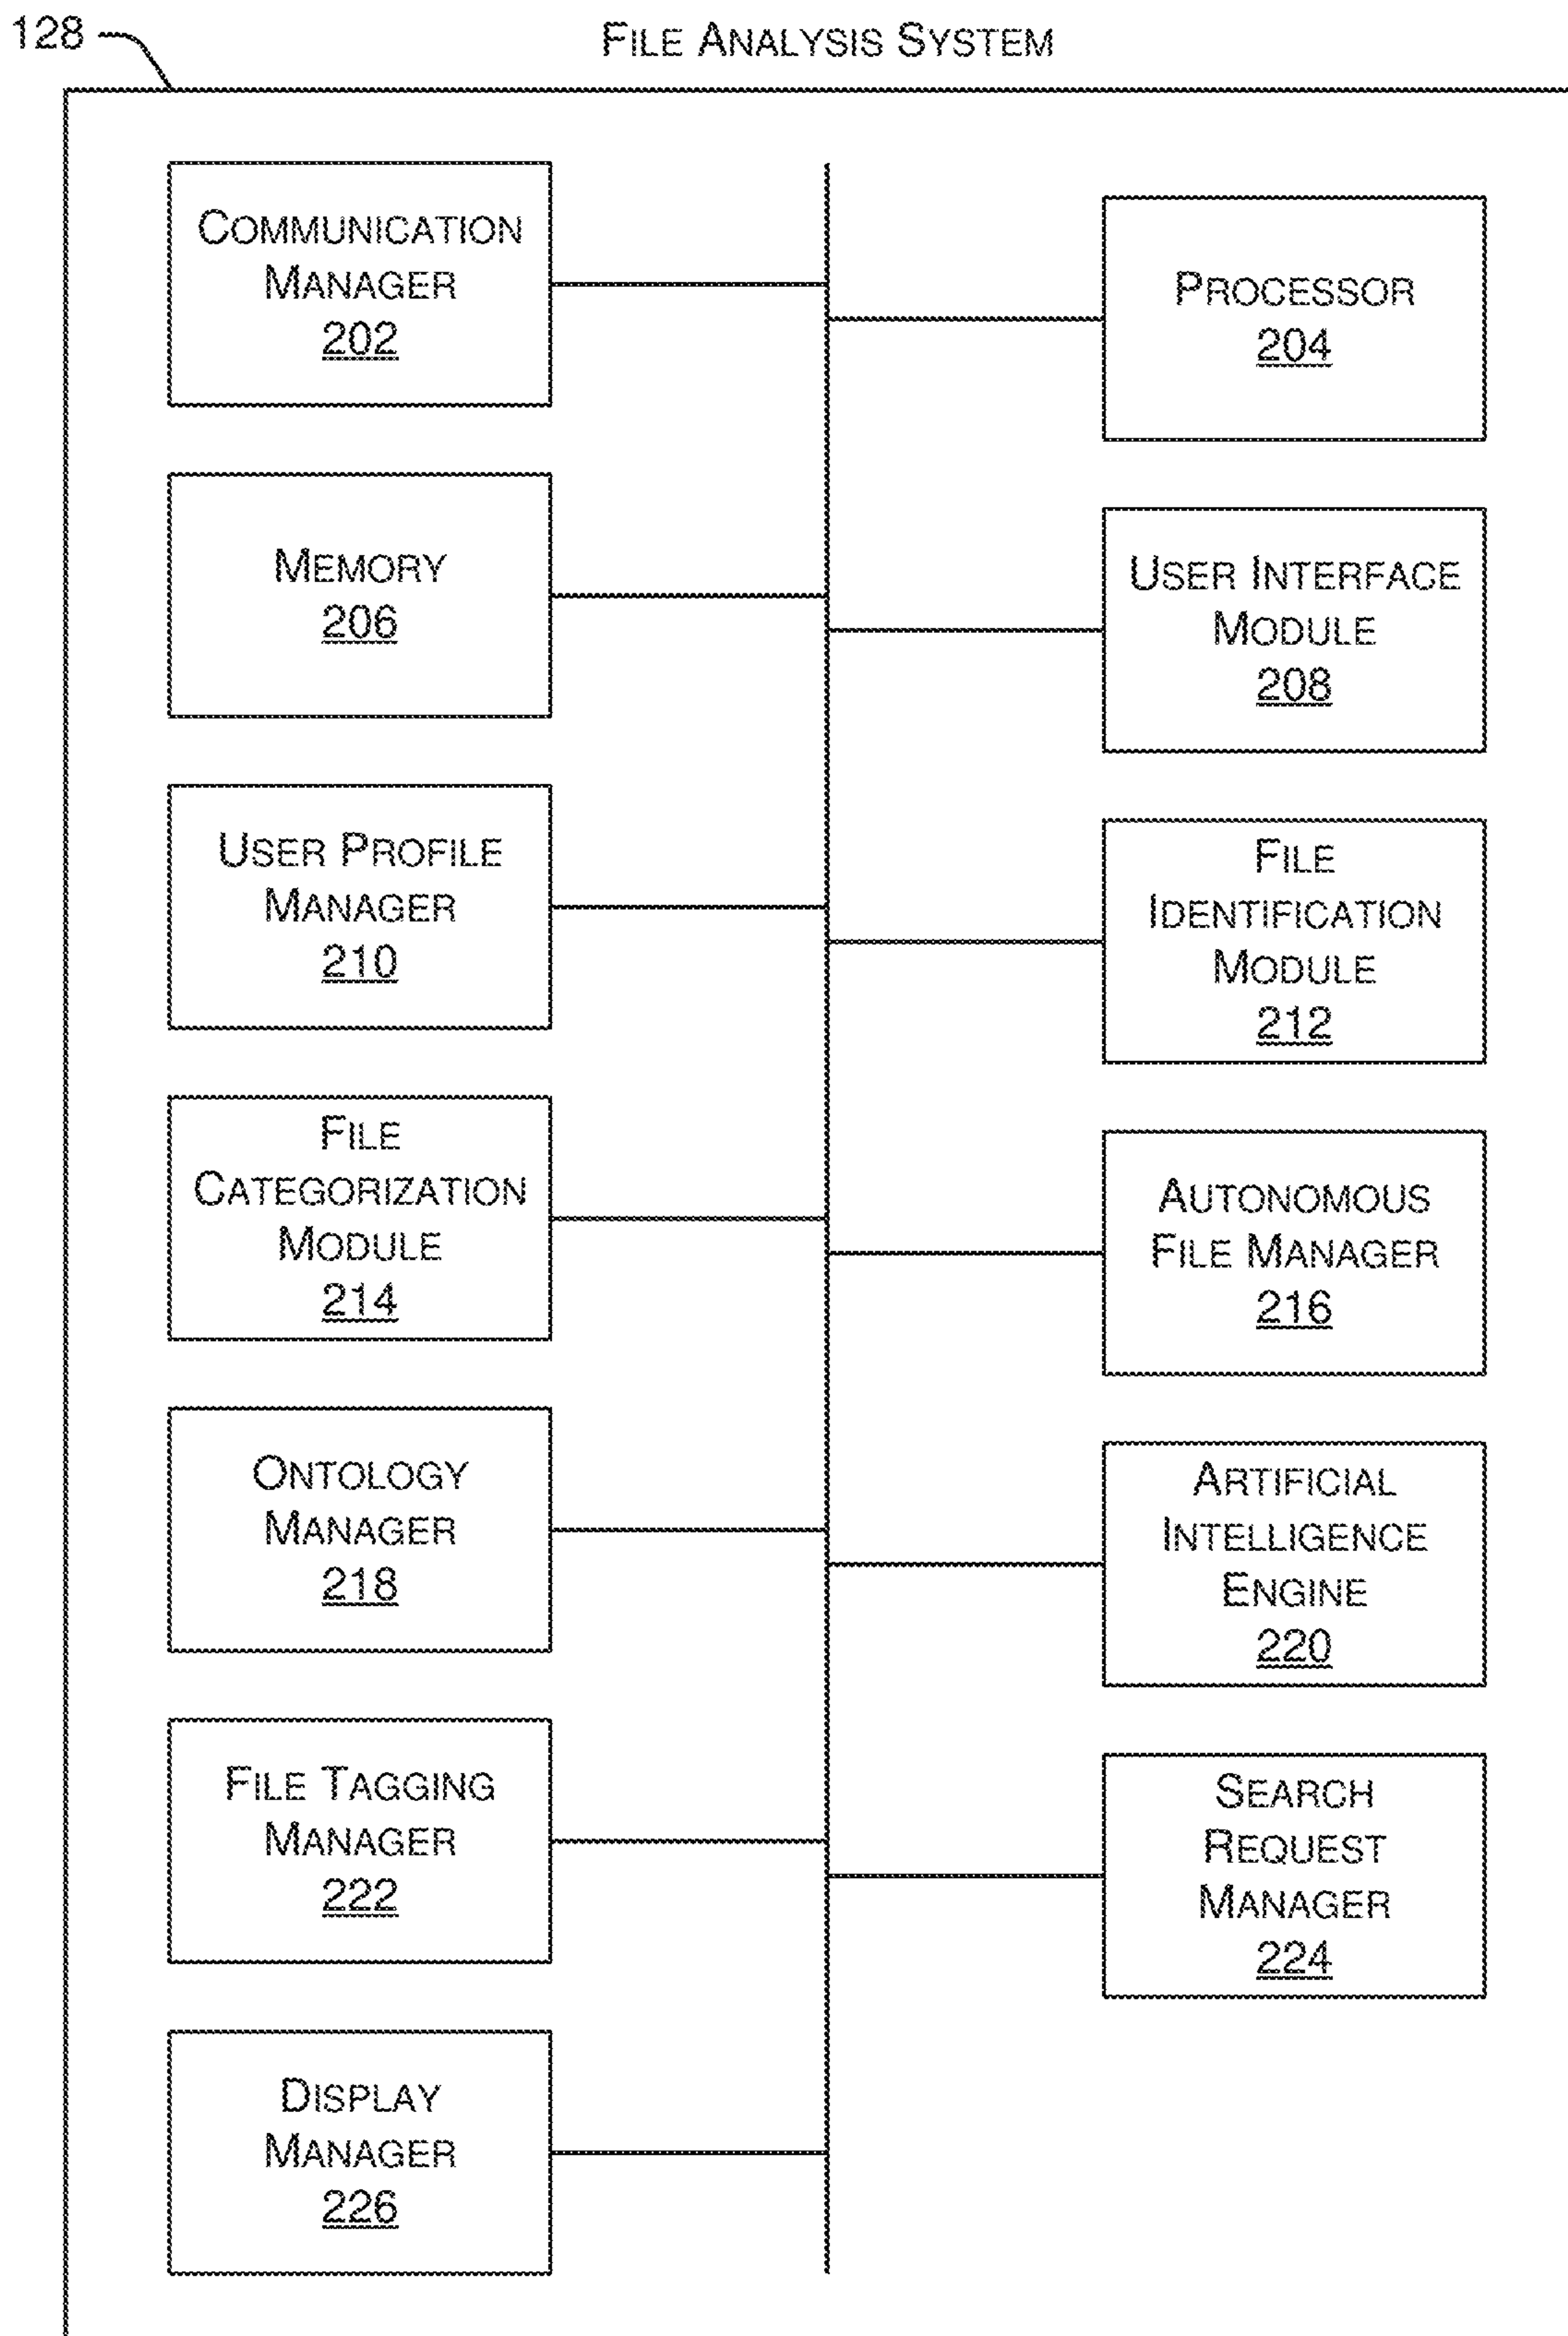 128
FILE ANALYSIS SYSTEM
COMMUNICATION
MANAGER
202
PROCESSOR
204
MEMORY
206
USER INTERFACE
MODULE
208
USER PROFILE
MANAGER
210
FILE
IDENTIFICATION
MODULE
212
FILE
CATEGORIZATION
MODULE
214
AUTONOMOUS
FILE MANAGER
216
ONTOLOGY
MANAGER
218
ARTIFICIAL
INTELLIGENCE
ENGINE
220
FILE TAGGING
MANAGER
222
SEARCH
REQUEST
MANAGER
224
DISPLAY
MANAGER
226